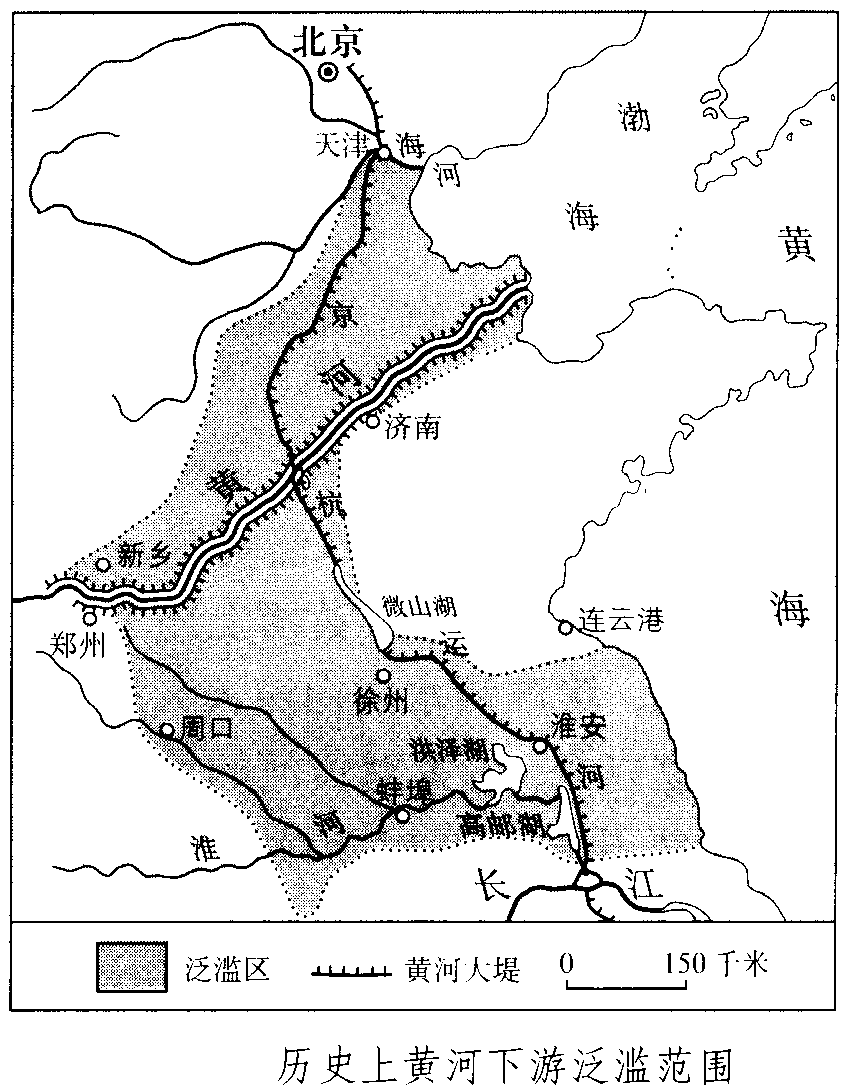 北京
天津
海
河
渤
海
黄
海
京
河
济南
黄
杭
新乡
郑州
微山湖
运
连云港
徐州
周口
淮安
洪泽湖
河
蚌埠
高邮湖
淮
河
长
江
泛滥区
黄河大堤
0
150 千米
历史上黄河下游泛滥范围